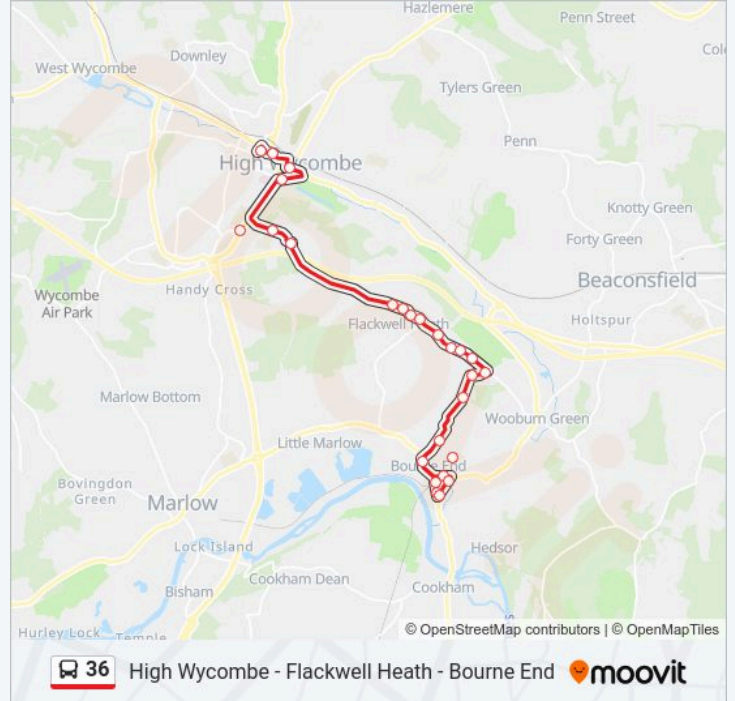 Hazlemere
Penn Street
Downley
Col
West Wycombe
Tylers Green
Penn
High Wycombe
Knotty Green
Forty Green
Beaconsfield
Handy Cross
Wycombe
Air Park
Holtspur
Flackwell Heath
Marlow Bottom
Wooburn Green
Little Marlow
Bourne End
Bovingdon
Green
Marlow
Lock Island
Hedsor
Cookham Dean
Bisham
Cookham
Hurley Lock
Temple
© OpenStreetMap contributors | © OpenMapTiles
36 High Wycombe - Flackwell Heath - Bourne End moovit